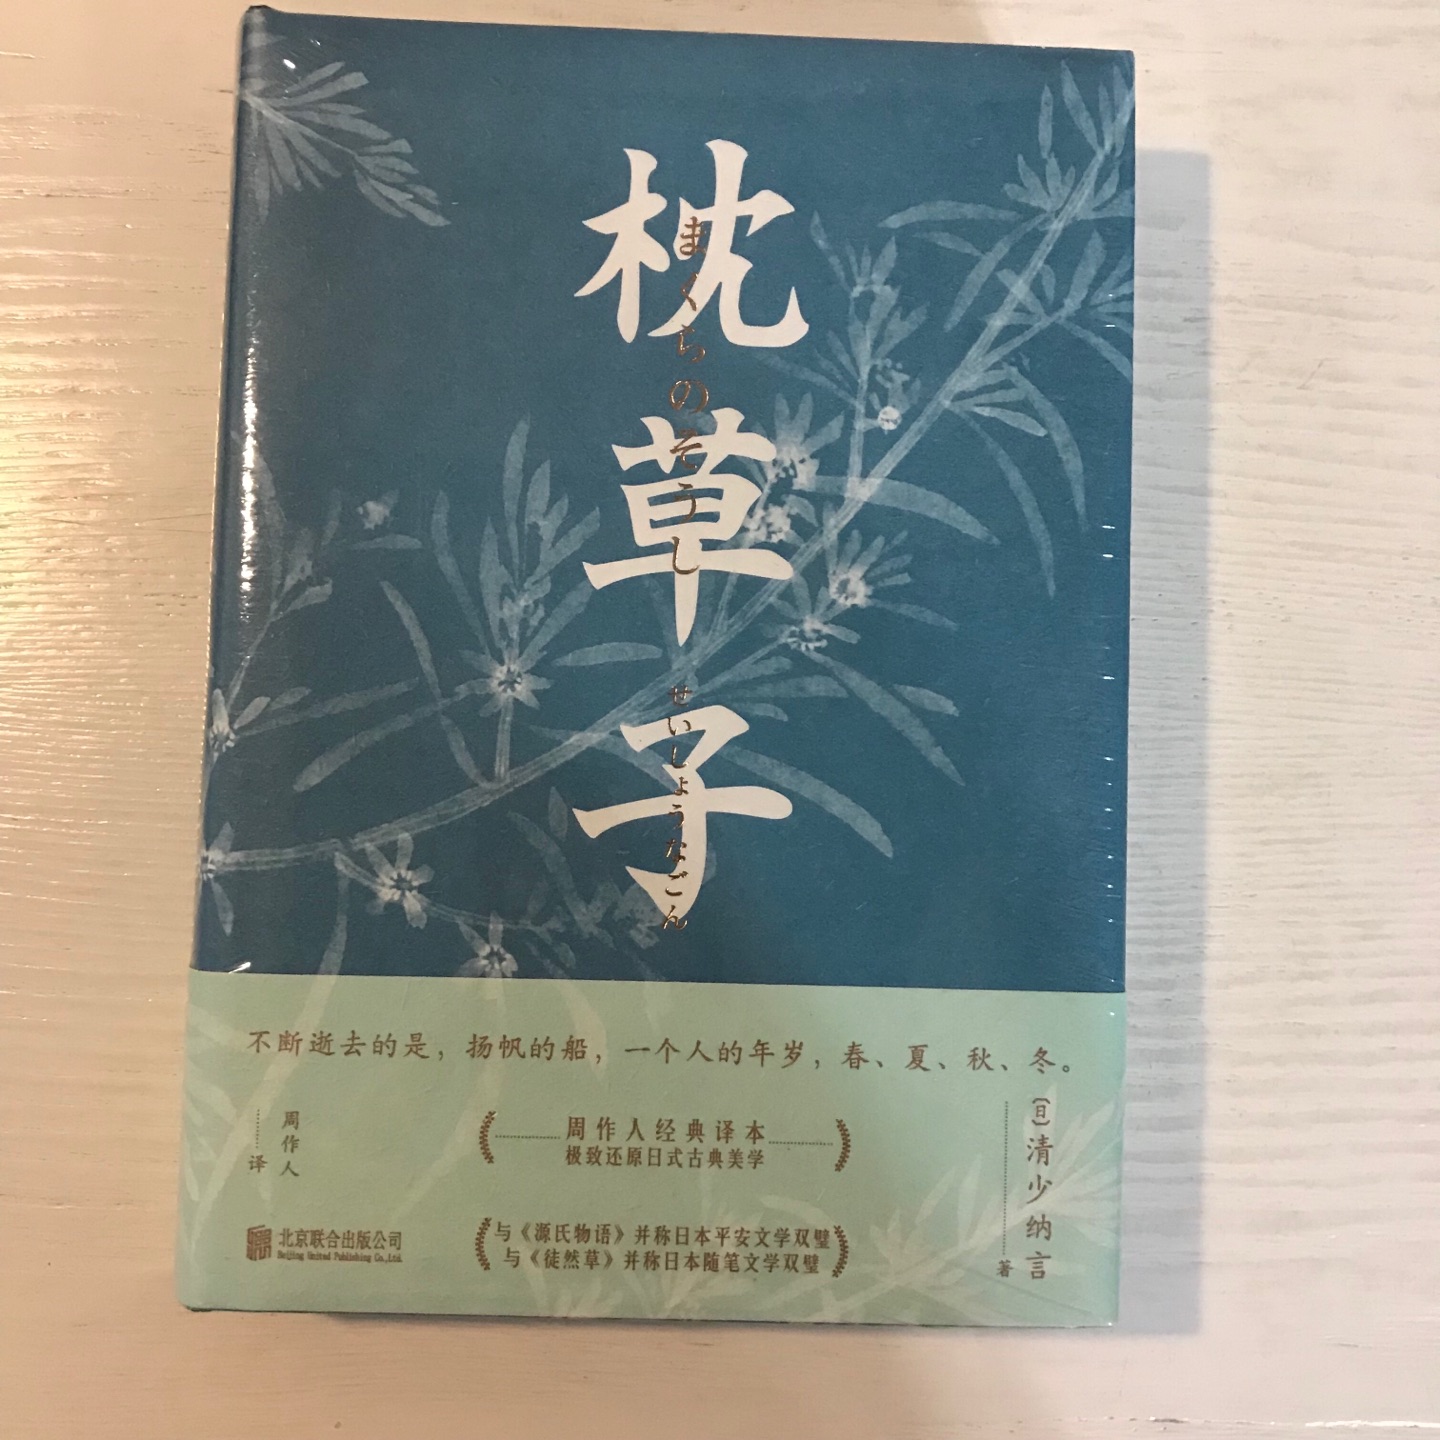 枕草子
まくらのそうし
せいしょうなごん
不断逝去的是，扬帆的船，一个人的年岁，春、夏、秋、冬。
〔日〕清少纳言
著
周作人经典译本
极致还原日式古典美学
周作人
译
与《源氏物语》并称日本平安文学双璧
与《徒然草》并称日本随笔文学双璧
北京联合出版公司
Beijing United Publishing Co.,Ltd.